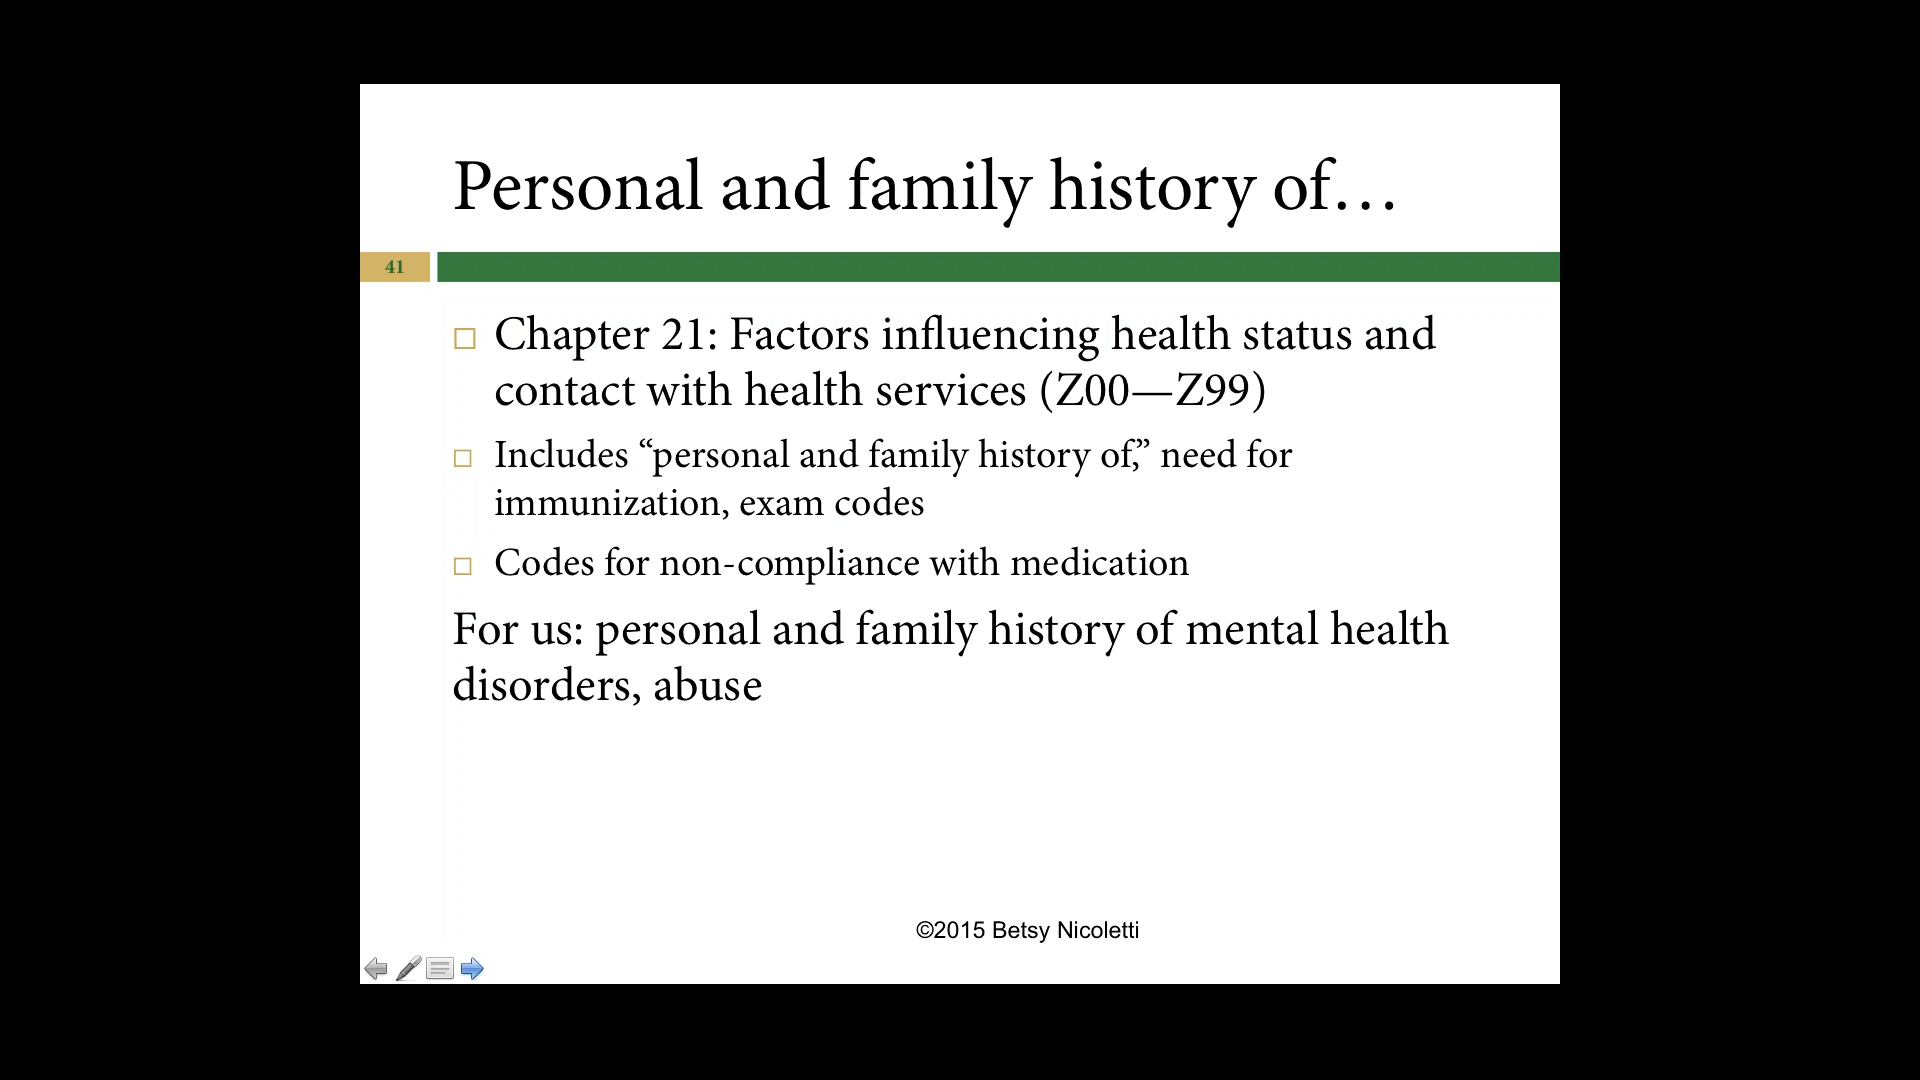 Personal and family history of…
41
Chapter 21: Factors influencing health status and
contact with health services (Z00—Z99)
Includes “personal and family history of,” need for
immunization, exam codes
Codes for non-compliance with medication
For us: personal and family history of mental health
disorders, abuse
©2015 Betsy Nicoletti